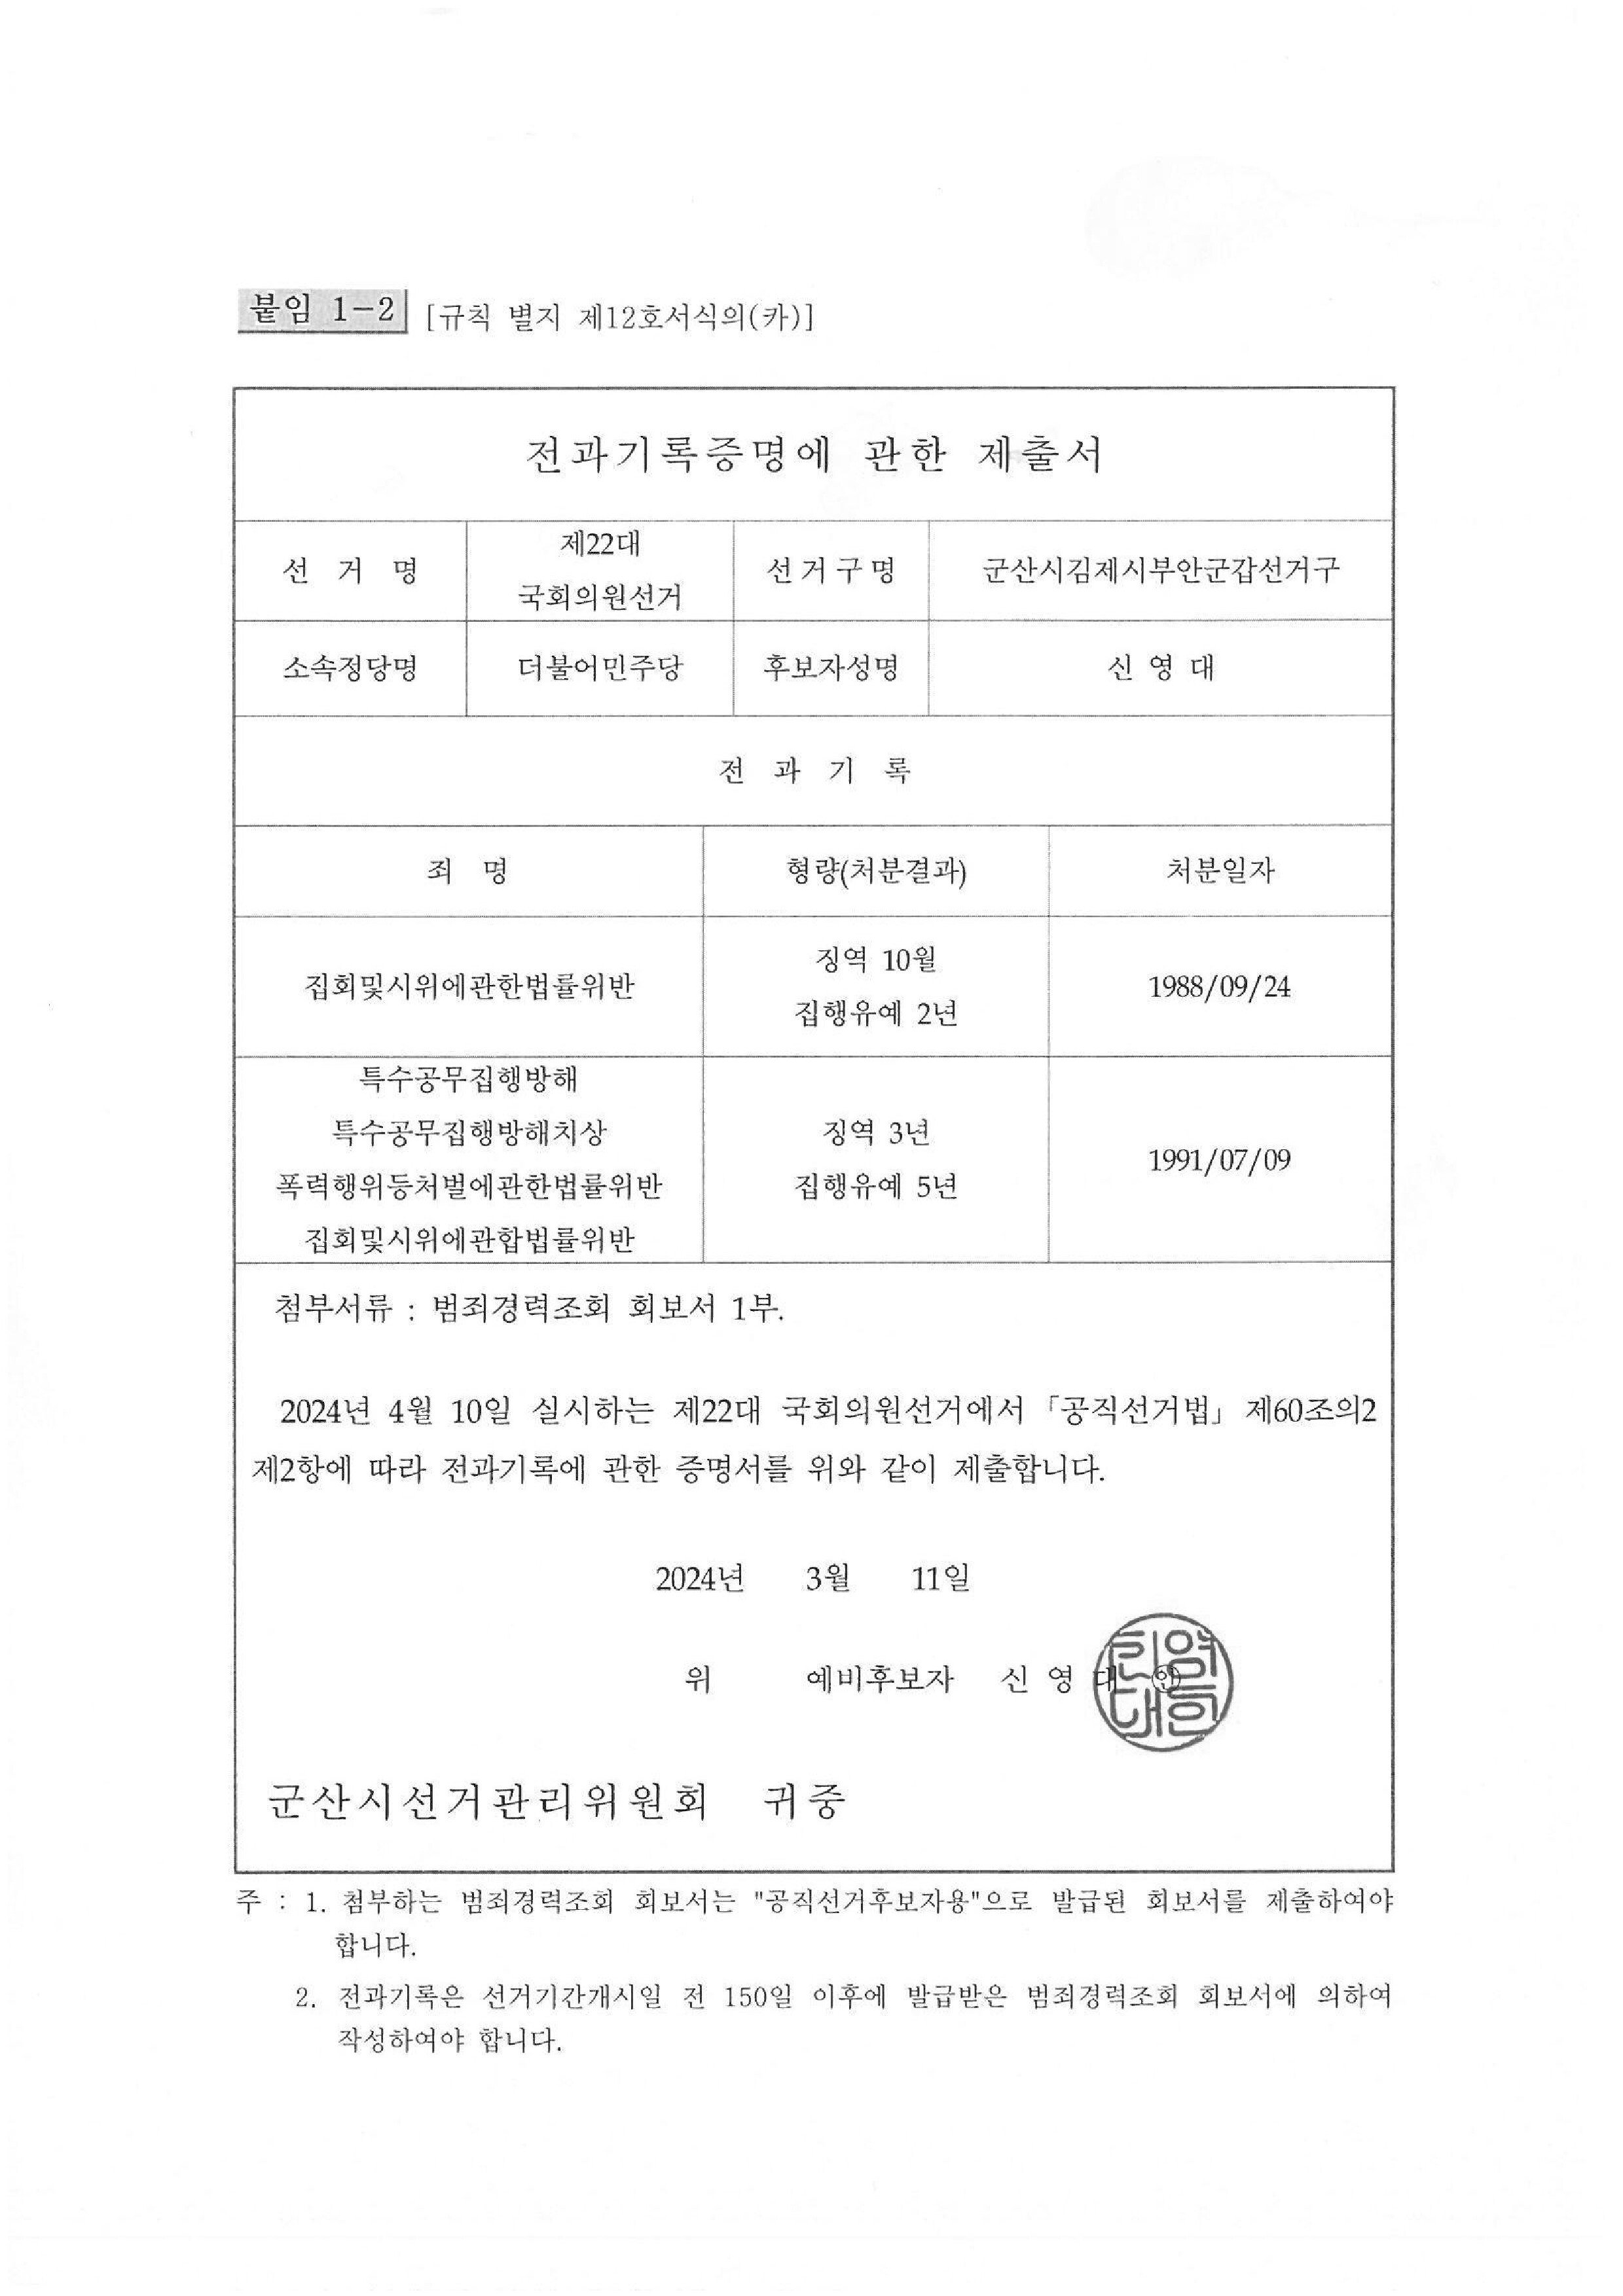 붙임 1-2 [규칙 별지 제12호서식의(카)]
전과기록증명에 관한 제출서
선 거 명
제22대
국회의원선거
선거구명
군산시김제시부안군갑선거구
소속정당명
더불어민주당
후보자성명
신 영 대
전 과 기 록
죄 명
형량(처분결과)
처분일자
집회및시위에관한법률위반
징역 10월
집행유예 2년
1988/09/24
특수공무집행방해
특수공무집행방해치상
폭력행위등처벌에관한법률위반
집회및시위에관합법률위반
징역 3년
집행유예 5년
1991/07/09
첨부서류 : 범죄경력조회 회보서 1부.
2024년 4월 10일 실시하는 제22대 국회의원선거에서 「공직선거법」 제60조의2
제2항에 따라 전과기록에 관한 증명서를 위와 같이 제출합니다.
2024년 3월 11일
위 예비후보자 신 영 대 ㊞
군산시선거관리위원회 귀중
주 : 1. 첨부하는 범죄경력조회 회보서는 "공직선거후보자용"으로 발급된 회보서를 제출하여야
합니다.
2. 전과기록은 선거기간개시일 전 150일 이후에 발급받은 범죄경력조회 회보서에 의하여
작성하여야 합니다.